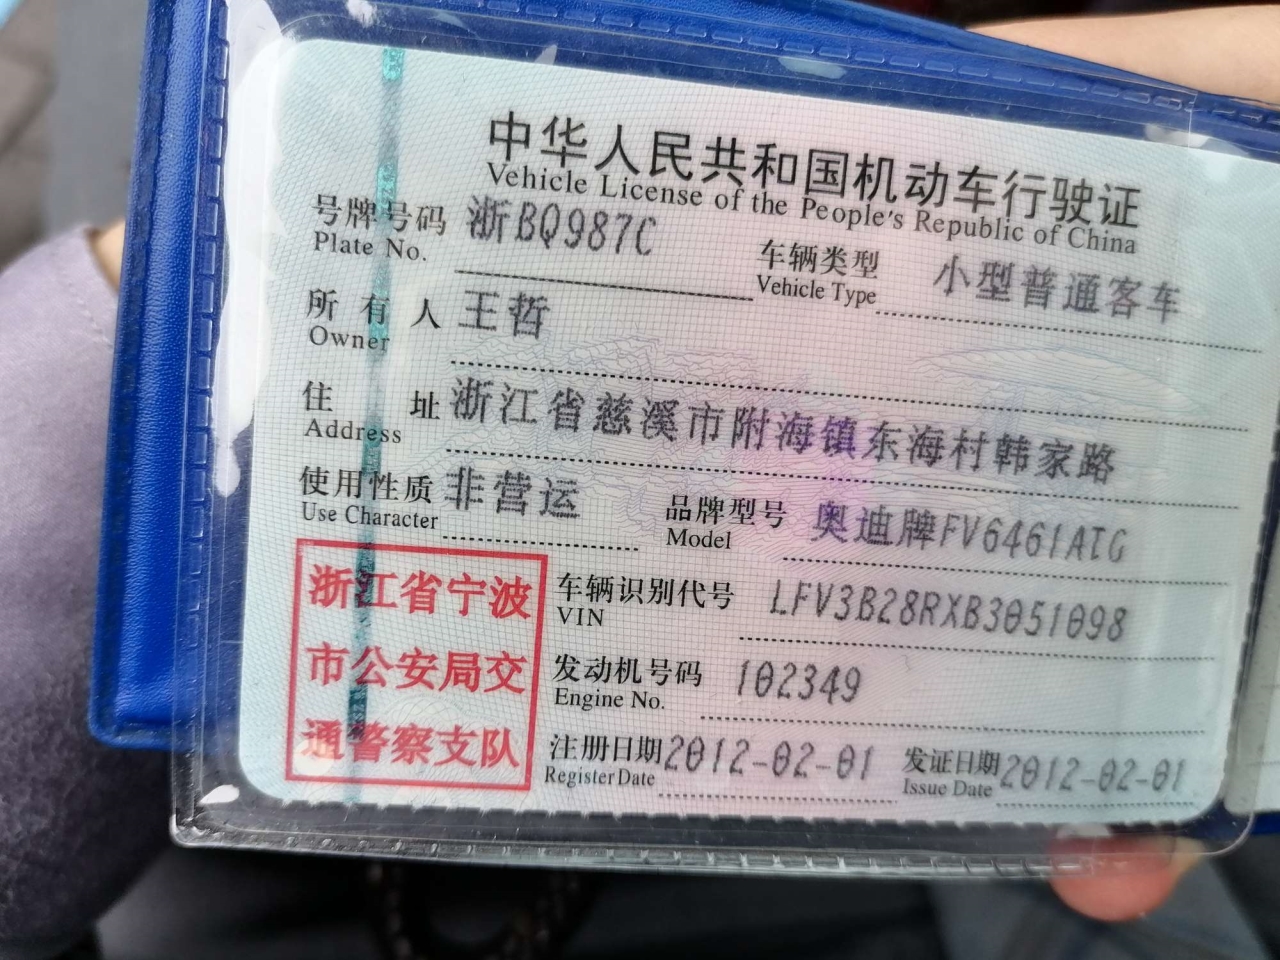 中华人民共和国机动车行驶证
Vehicle License of the People's Republic of China
号牌号码 浙BQ987C
Plate No.
车辆类型 小型普通客车
Vehicle Type
所有人 王哲
Owner
住址 浙江省慈溪市附海镇东海村韩家路
Address
使用性质 非营运
Use Character
品牌型号 奥迪牌FV6461ATG
Model
浙江省宁波
市公安局交
通警察支队
车辆识别代号 LFV3B28RXB3051098
VIN
发动机号码 102349
Engine No.
注册日期 2012-02-01
Register Date
发证日期 2012-02-01
Issue Date